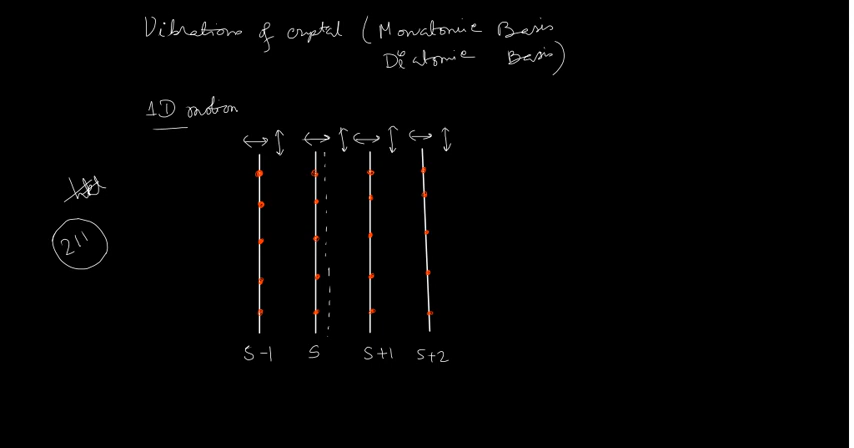 Vibrations of crystal (Monatomic Basis
Diatomic Basis)
1D motion
211
S-1 S S+1 S+2